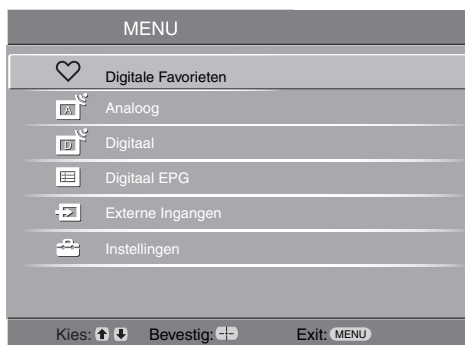 MENU
Digitale Favorieten
A Analoog
D Digitaal
Digitaal EPG
Externe Ingangen
Instellingen
Kies: Bevestig: Exit: MENU